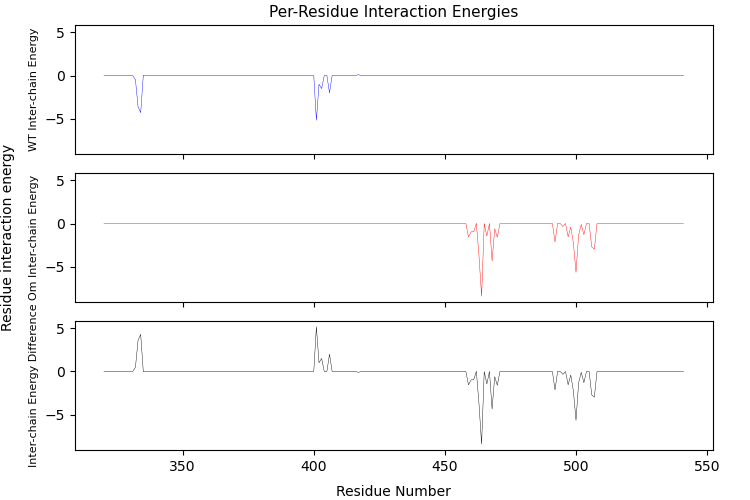 Per-Residue Interaction Energies
Residue interaction energy
WT Inter-chain Energy
5
0
−5
Om Inter-chain Energy
5
0
−5
Inter-chain Energy Difference
5
0
−5
350
400
450
500
550
Residue Number